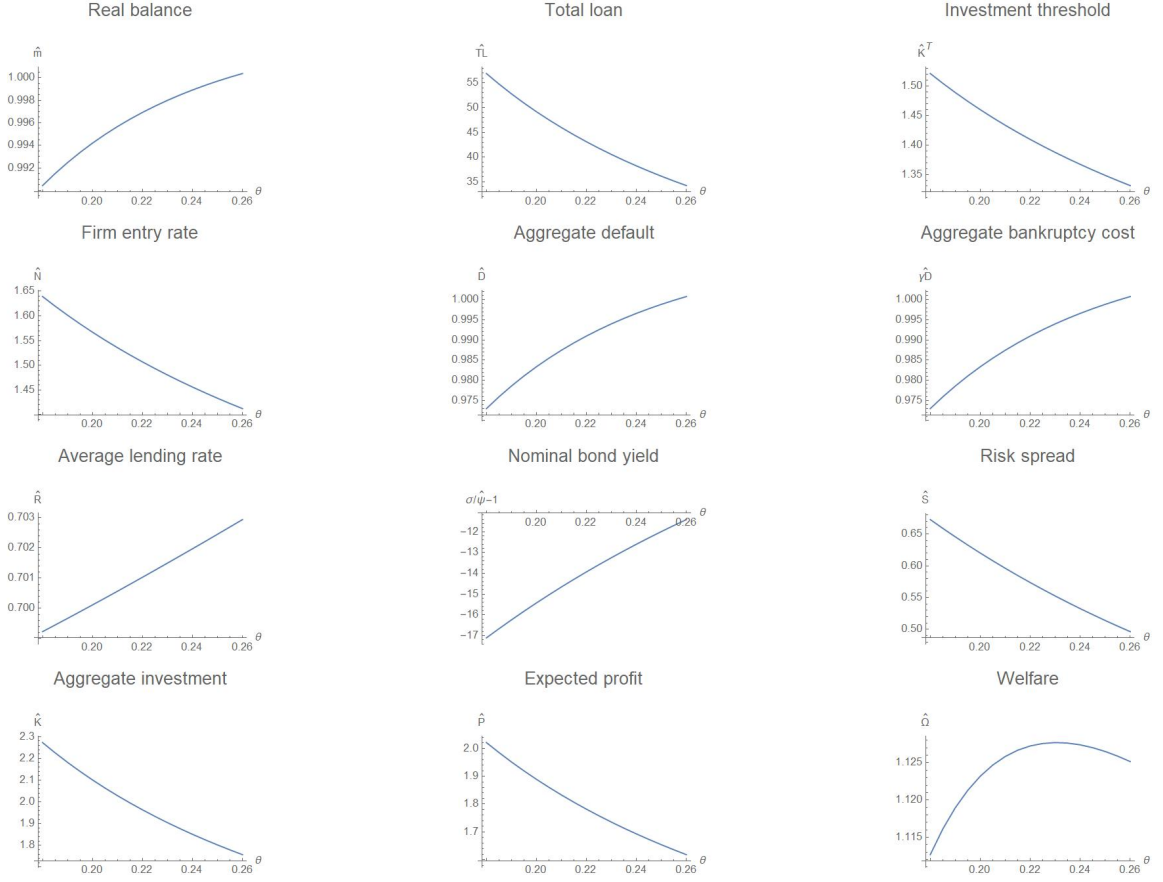 Real balance
m̂
1.000
0.998
0.996
0.994
0.992
0.20 0.22 0.24 0.26 θ
Total loan
T̂L
55
50
45
40
35
0.20 0.22 0.24 0.26 θ
Investment threshold
K̂^T
1.50
1.45
1.40
1.35
0.20 0.22 0.24 0.26 θ
Firm entry rate
N̂
1.65
1.60
1.55
1.50
1.45
0.20 0.22 0.24 0.26 θ
Aggregate default
D̂
1.000
0.995
0.990
0.985
0.980
0.975
0.20 0.22 0.24 0.26 θ
Aggregate bankruptcy cost
γD̂
1.000
0.995
0.990
0.985
0.980
0.975
0.20 0.22 0.24 0.26 θ
Average lending rate
R̂
0.703
0.702
0.701
0.700
0.20 0.22 0.24 0.26 θ
Nominal bond yield
σ/ψ̂-1
0.20 0.22 0.24 0.26 θ
-12
-13
-14
-15
-16
-17
Risk spread
Ŝ
0.65
0.60
0.55
0.50
0.20 0.22 0.24 0.26 θ
Aggregate investment
K̂
2.3
2.2
2.1
2.0
1.9
1.8
0.20 0.22 0.24 0.26 θ
Expected profit
P̂
2.0
1.9
1.8
1.7
0.20 0.22 0.24 0.26 θ
Welfare
Ω̂
1.125
1.120
1.115
0.20 0.22 0.24 0.26 θ